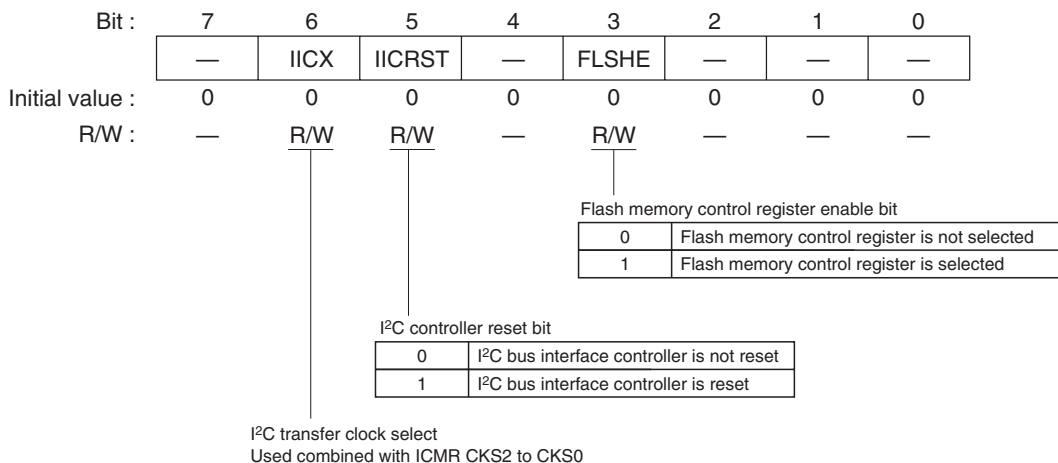 Bit : 7 6 5 4 3 2 1 0
— IICX IICRST — FLSHE — — —
Initial value : 0 0 0 0 0 0 0 0
R/W : — R/W R/W — R/W — — —
Flash memory control register enable bit
0 Flash memory control register is not selected
1 Flash memory control register is selected
I²C controller reset bit
0 I²C bus interface controller is not reset
1 I²C bus interface controller is reset
I²C transfer clock select
Used combined with ICMR CKS2 to CKS0